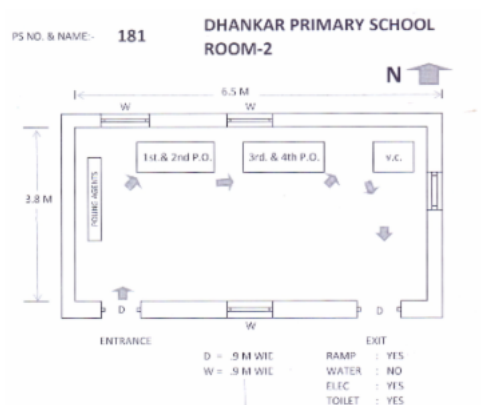 PS NO. & NAME:- 181
DHANKAR PRIMARY SCHOOL
ROOM-2
N
6.5 M
W W
1st.& 2nd P.O. 3rd. & 4th P.O. v.c.
POLLING AGENTS
3.8 M
D D
W
ENTRANCE EXIT
D = .9 M WIE
W = .9 M WIE
RAMP : YES
WATER : NO
ELEC : YES
TOILET : YES